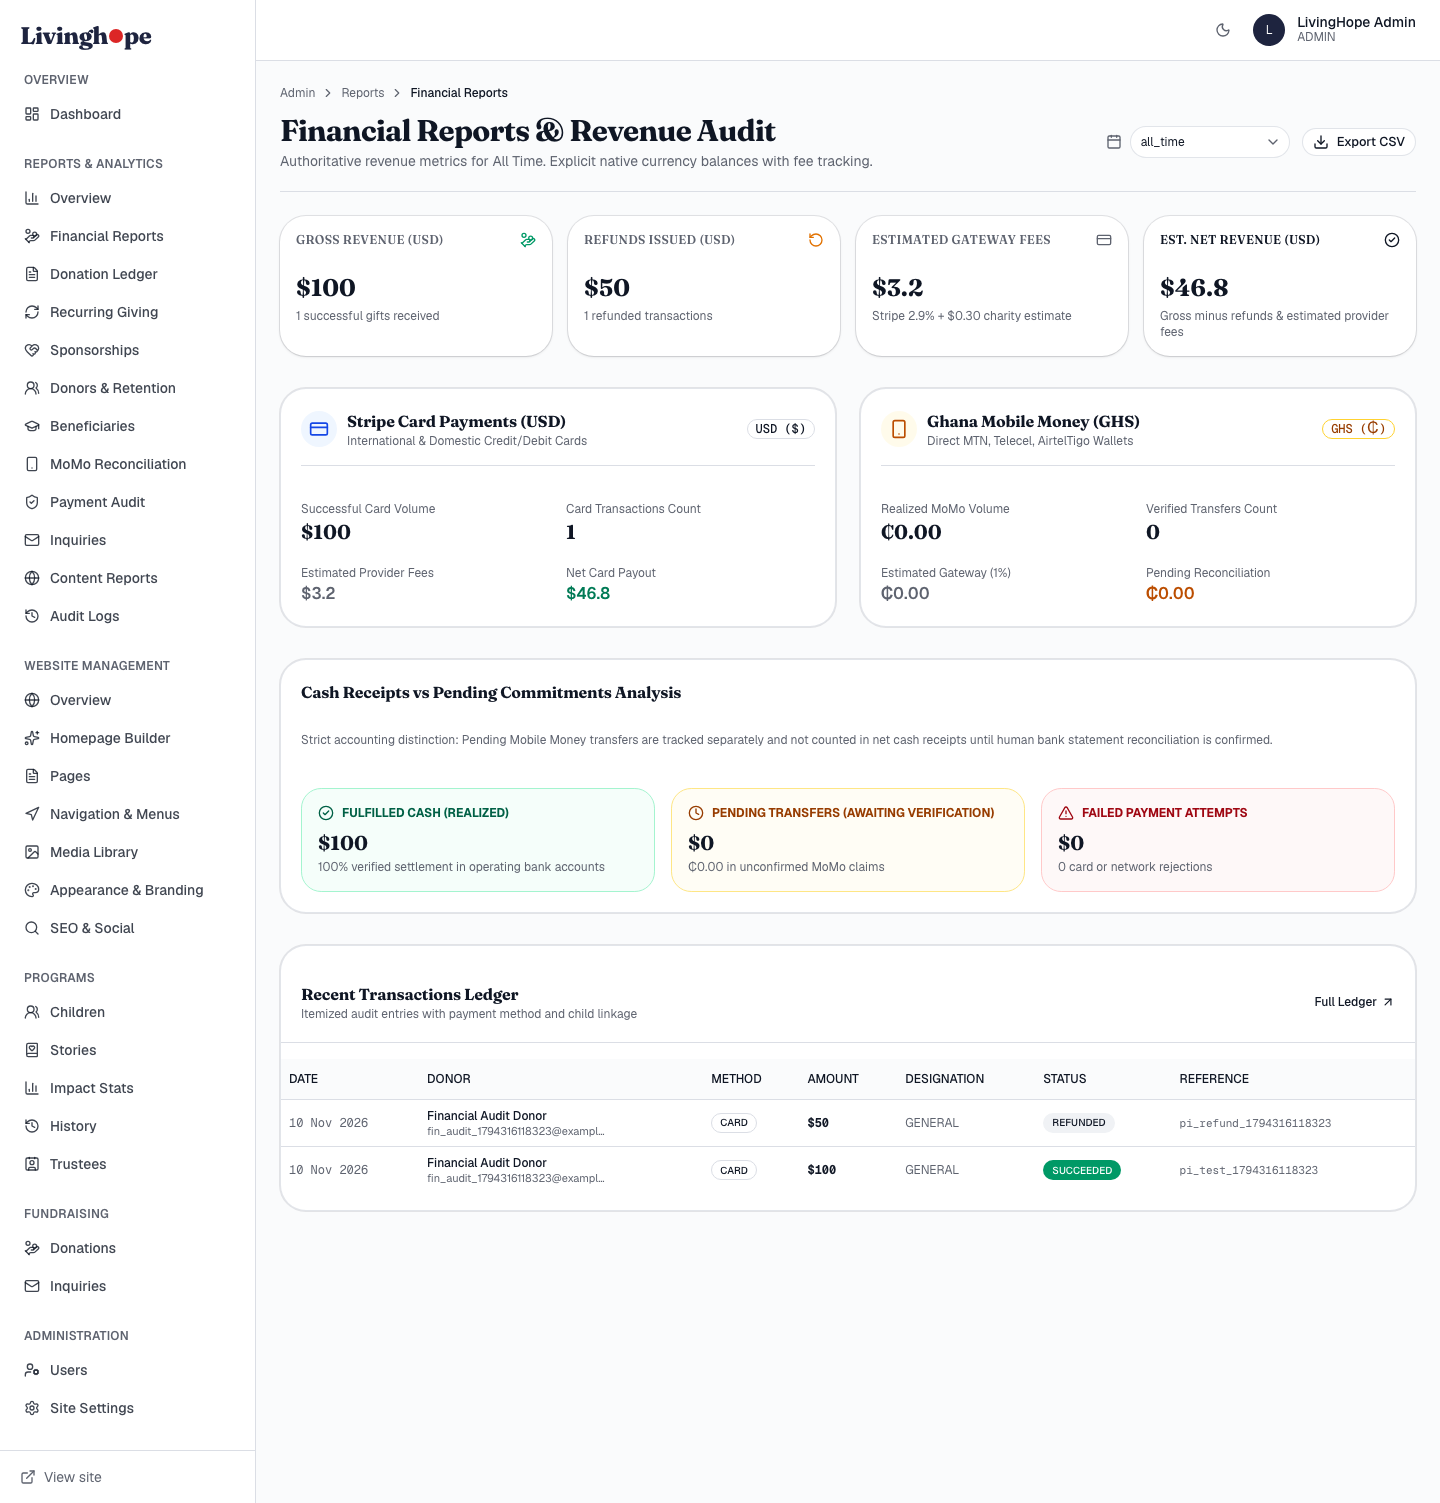 Livinghope
OVERVIEW
Dashboard
REPORTS & ANALYTICS
Overview
Financial Reports
Donation Ledger
Recurring Giving
Sponsorships
Donors & Retention
Beneficiaries
MoMo Reconciliation
Payment Audit
Inquiries
Content Reports
Audit Logs
WEBSITE MANAGEMENT
Overview
Homepage Builder
Pages
Navigation & Menus
Media Library
Appearance & Branding
SEO & Social
PROGRAMS
Children
Stories
Impact Stats
History
Trustees
FUNDRAISING
Donations
Inquiries
ADMINISTRATION
Users
Site Settings
View site
L
LivingHope Admin
ADMIN
Admin > Reports > Financial Reports
Financial Reports & Revenue Audit
Authoritative revenue metrics for All Time. Explicit native currency balances with fee tracking.
all_time
Export CSV
GROSS REVENUE (USD)
$100
1 successful gifts received
REFUNDS ISSUED (USD)
$50
1 refunded transactions
ESTIMATED GATEWAY FEES
$3.2
Stripe 2.9% + $0.30 charity estimate
EST. NET REVENUE (USD)
$46.8
Gross minus refunds & estimated provider
fees
Stripe Card Payments (USD)
International & Domestic Credit/Debit Cards
USD ($)
Successful Card Volume
$100
Card Transactions Count
1
Estimated Provider Fees
$3.2
Net Card Payout
$46.8
Ghana Mobile Money (GHS)
Direct MTN, Telecel, AirtelTigo Wallets
GHS (₵)
Realized MoMo Volume
₵0.00
Verified Transfers Count
0
Estimated Gateway (1%)
₵0.00
Pending Reconciliation
₵0.00
Cash Receipts vs Pending Commitments Analysis
Strict accounting distinction: Pending Mobile Money transfers are tracked separately and not counted in net cash receipts until human bank statement reconciliation is confirmed.
FULFILLED CASH (REALIZED)
$100
100% verified settlement in operating bank accounts
PENDING TRANSFERS (AWAITING VERIFICATION)
$0
₵0.00 in unconfirmed MoMo claims
FAILED PAYMENT ATTEMPTS
$0
0 card or network rejections
Recent Transactions Ledger
Itemized audit entries with payment method and child linkage
Full Ledger
DATE DONOR METHOD AMOUNT DESIGNATION STATUS REFERENCE
10 Nov 2026 Financial Audit Donor CARD $50 GENERAL REFUNDED pi_refund_1794316118323
fin_audit_1794316118323@exampl...
10 Nov 2026 Financial Audit Donor CARD $100 GENERAL SUCCEEDED pi_test_1794316118323
fin_audit_1794316118323@exampl...